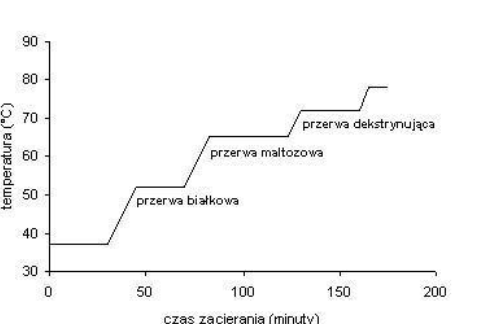 90
80
70
60
50
40
30
temperatura (°C)
przerwa dekstrynująca
przerwa maltozowa
przerwa białkowa
0 50 100 150 200
czas zacierania (minuty)